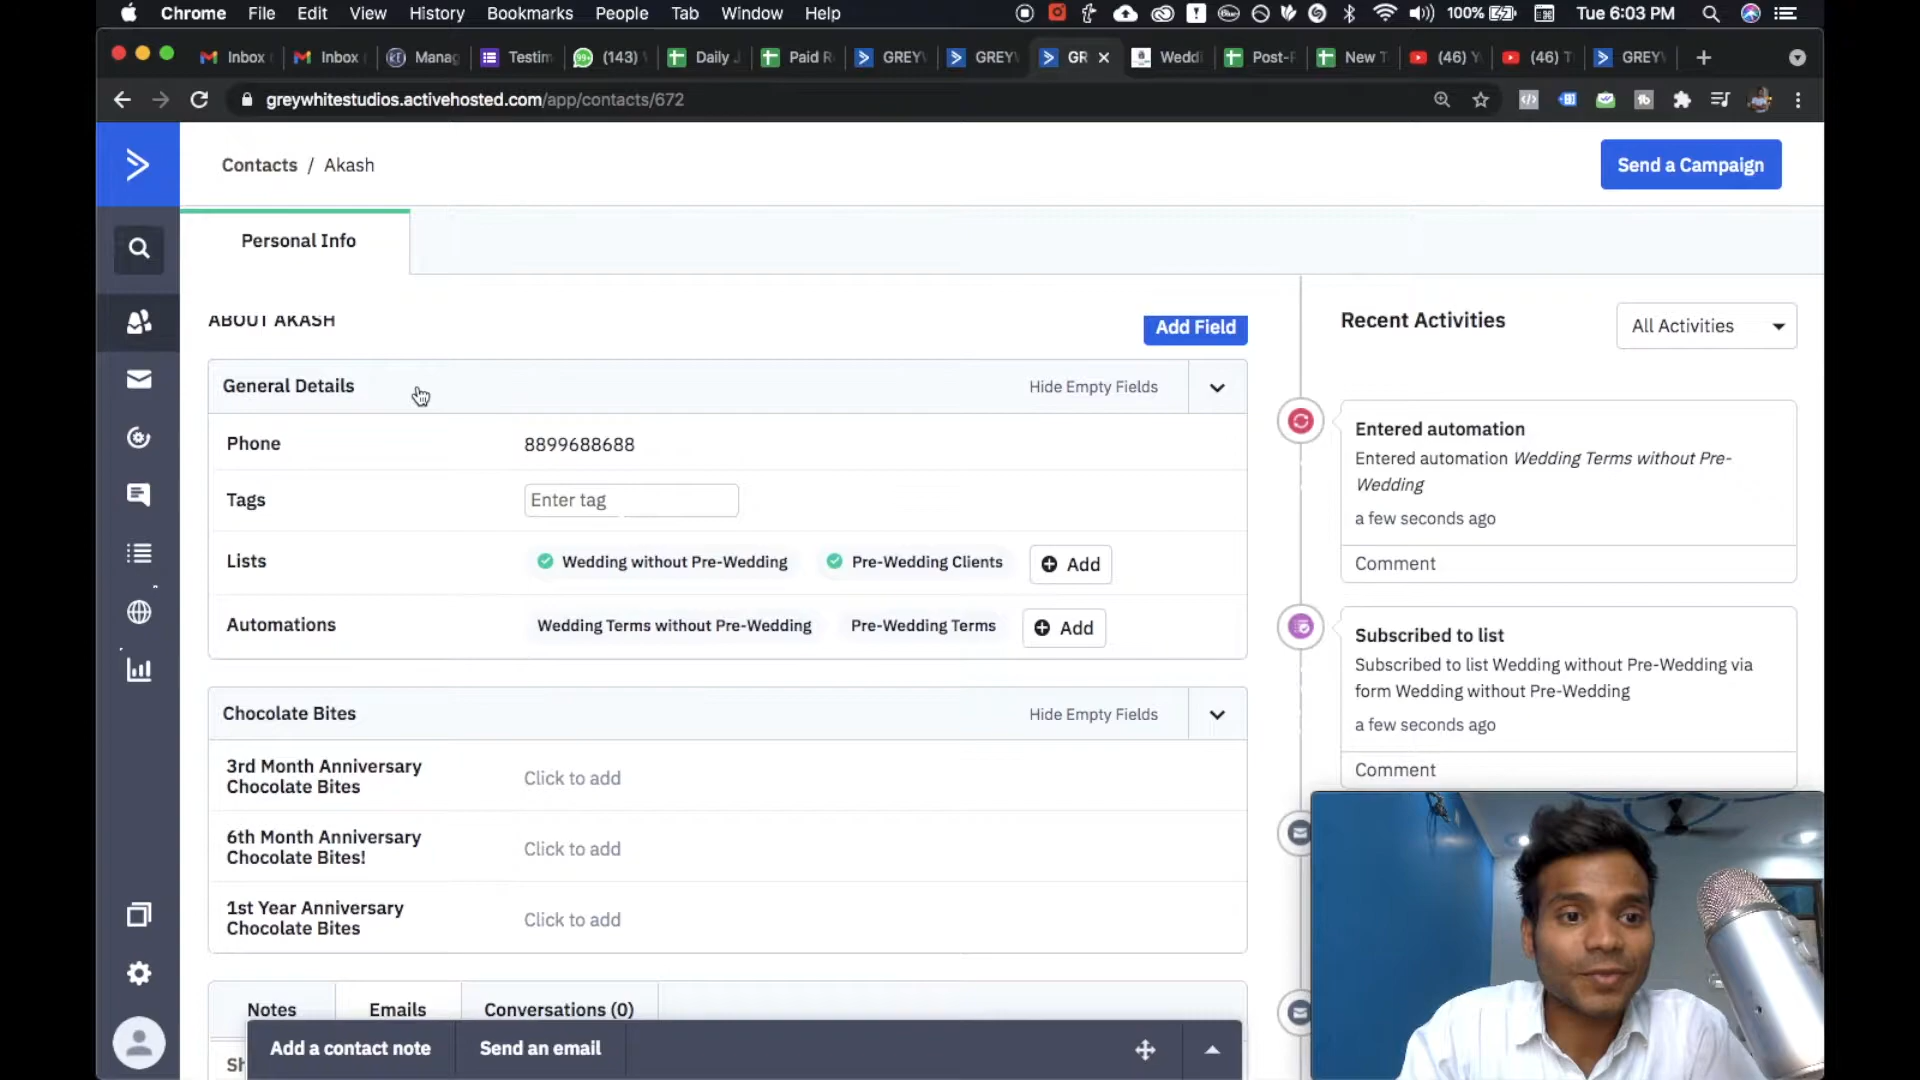 Chrome File Edit View History Bookmarks People Tab Window Help 100% Tue 6:03 PM
Inbox Inbox Manag Testim (143) Daily Paid R GREY GREY GR Weddi Post-P New T (46) Y (46) T GREY
greywhitestudios.activehosted.com/app/contacts/672
Contacts / Akash
Send a Campaign
Personal Info
ABOUT AKASH
Add Field
General Details
Hide Empty Fields
Phone 8899688688
Tags Enter tag
Lists Wedding without Pre-Wedding Pre-Wedding Clients Add
Automations Wedding Terms without Pre-Wedding Pre-Wedding Terms Add
Chocolate Bites
Hide Empty Fields
3rd Month Anniversary
Chocolate Bites
Click to add
6th Month Anniversary
Chocolate Bites!
Click to add
1st Year Anniversary
Chocolate Bites
Click to add
Notes Emails Conversations (0)
Add a contact note Send an email
Recent Activities
All Activities
Entered automation
Entered automation Wedding Terms without Pre-
Wedding
a few seconds ago
Comment
Subscribed to list
Subscribed to list Wedding without Pre-Wedding via
form Wedding without Pre-Wedding
a few seconds ago
Comment